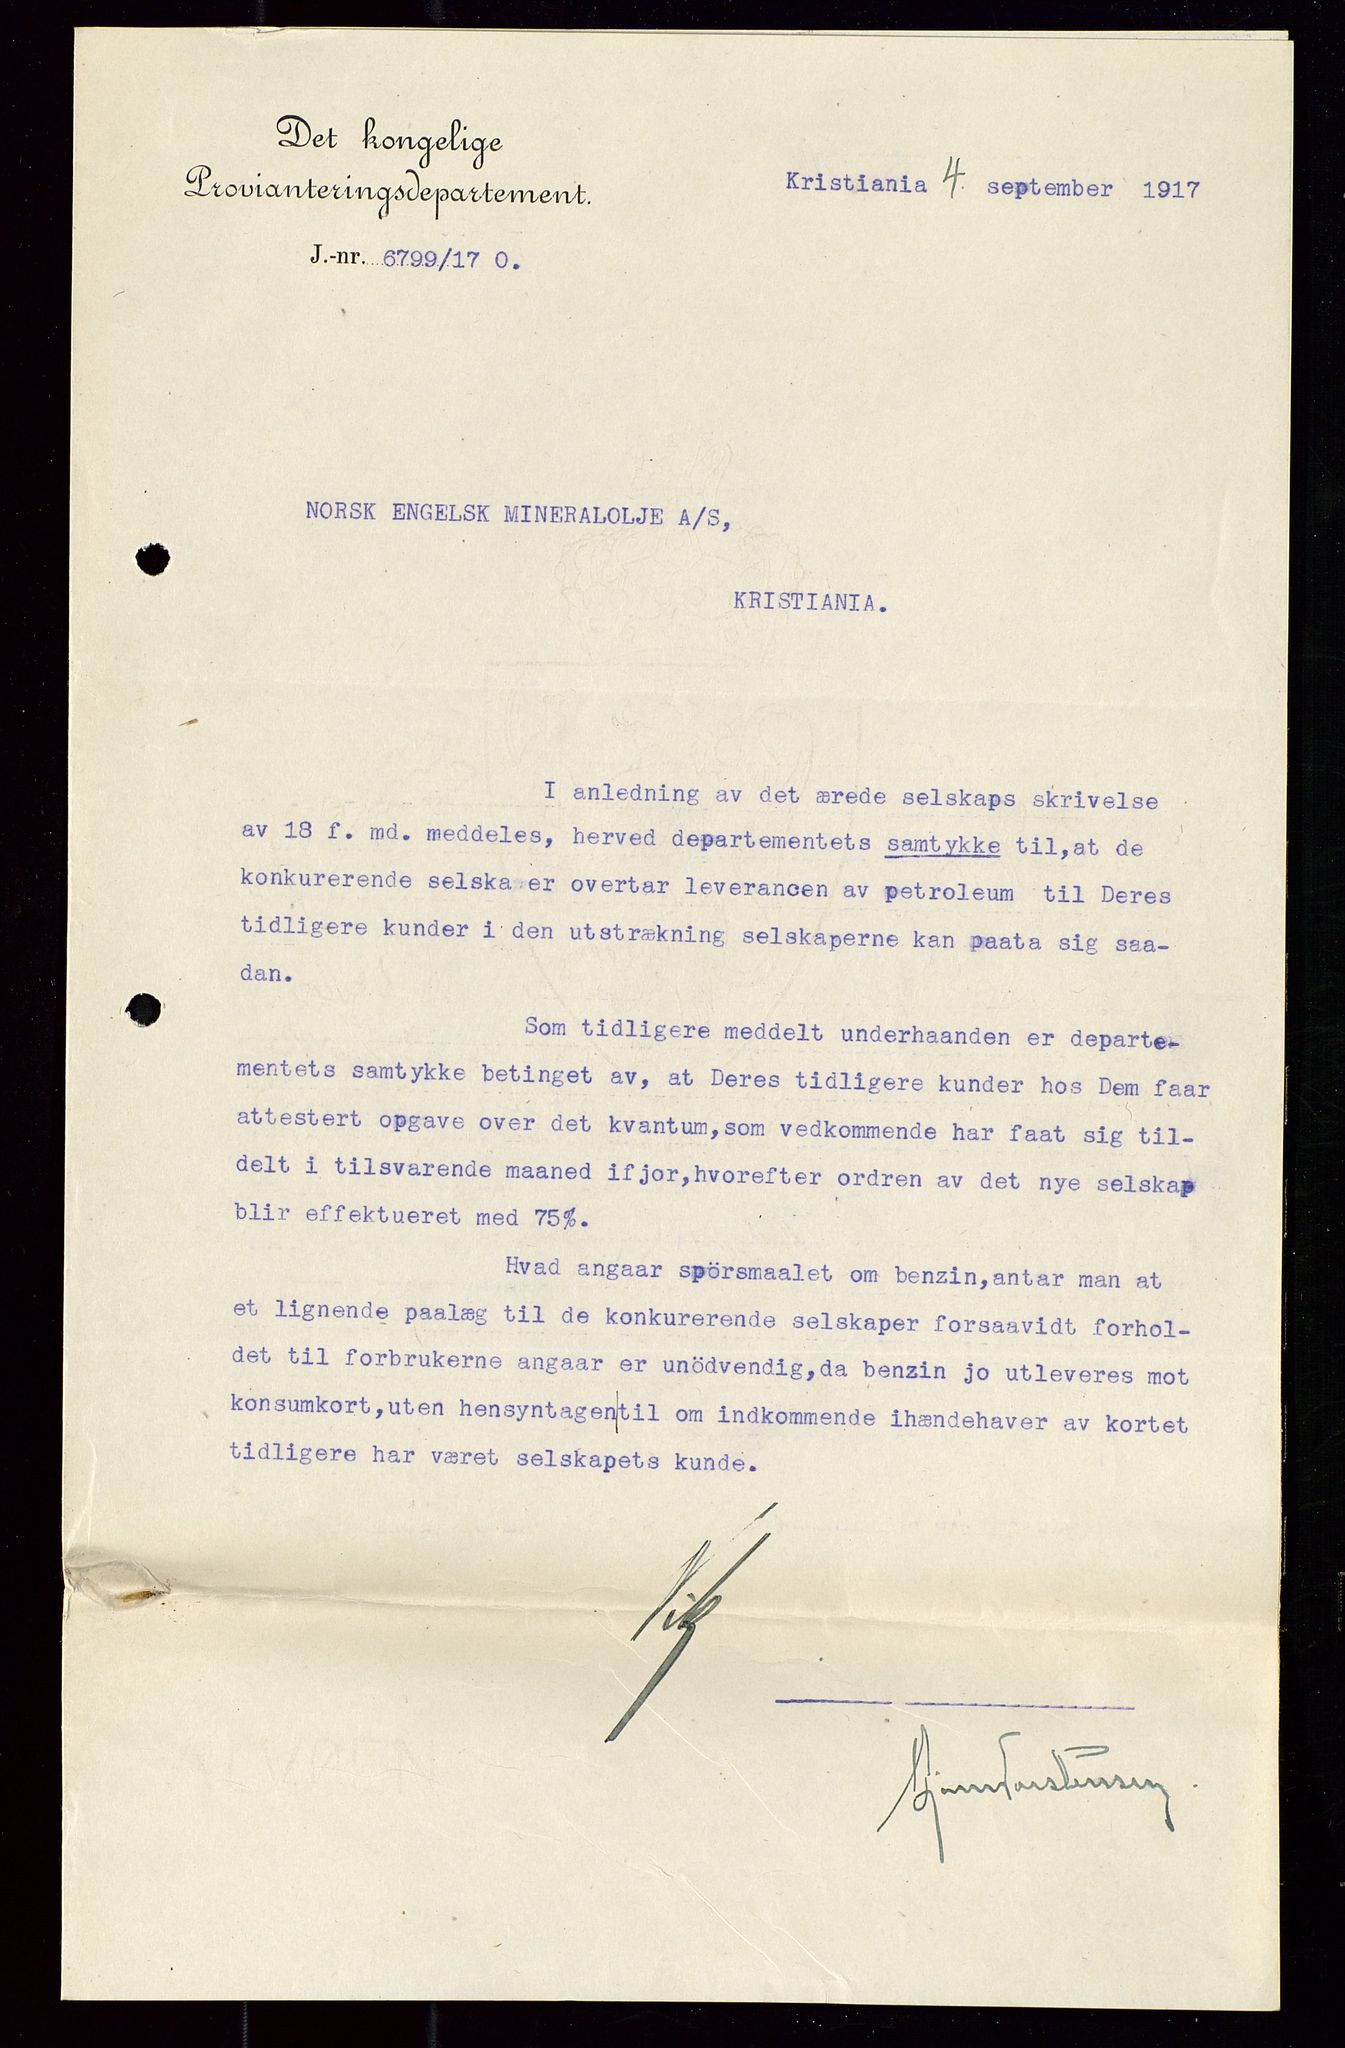 Det kongelige
Provianteringsdepartement.
Kristiania 4. september 1917
J.-nr. 6799/17 O.
NORSK ENGELSK MINERALOLJE A/S,
KRISTIANIA.
I anledning av det ærede selskaps skrivelse
av 18 f. md. meddeles, herved departementets samtykke til,at de
konkurerende selska er overtar leverancen av petroleum til Deres
tidligere kunder i den utstrækning selskaperne kan paata sig saa-
dan.
Som tidligere meddelt underhaanden er departe-
mentets samtykke betinget av, at Deres tidligere kunder hos Dem faar
attestert opgave over det kvantum,som vedkommende har faat sig til-
delt i tilsvarende maaned ifjor,hvorefter ordren av det nye selskap
blir effektueret med 75%.
Hvad angaar spörsmaalet om benzin,antar man at
et lignende paalæg til de konkurerende selskaper forsaavidt forhol-
det til forbrukerne angaar er unödvendig,da benzin jo utleveres mot
konsumkort,uten hensyntagen|til om indkommende ihændehaver av kortet
tidligere har været selskapets kunde.
Vik